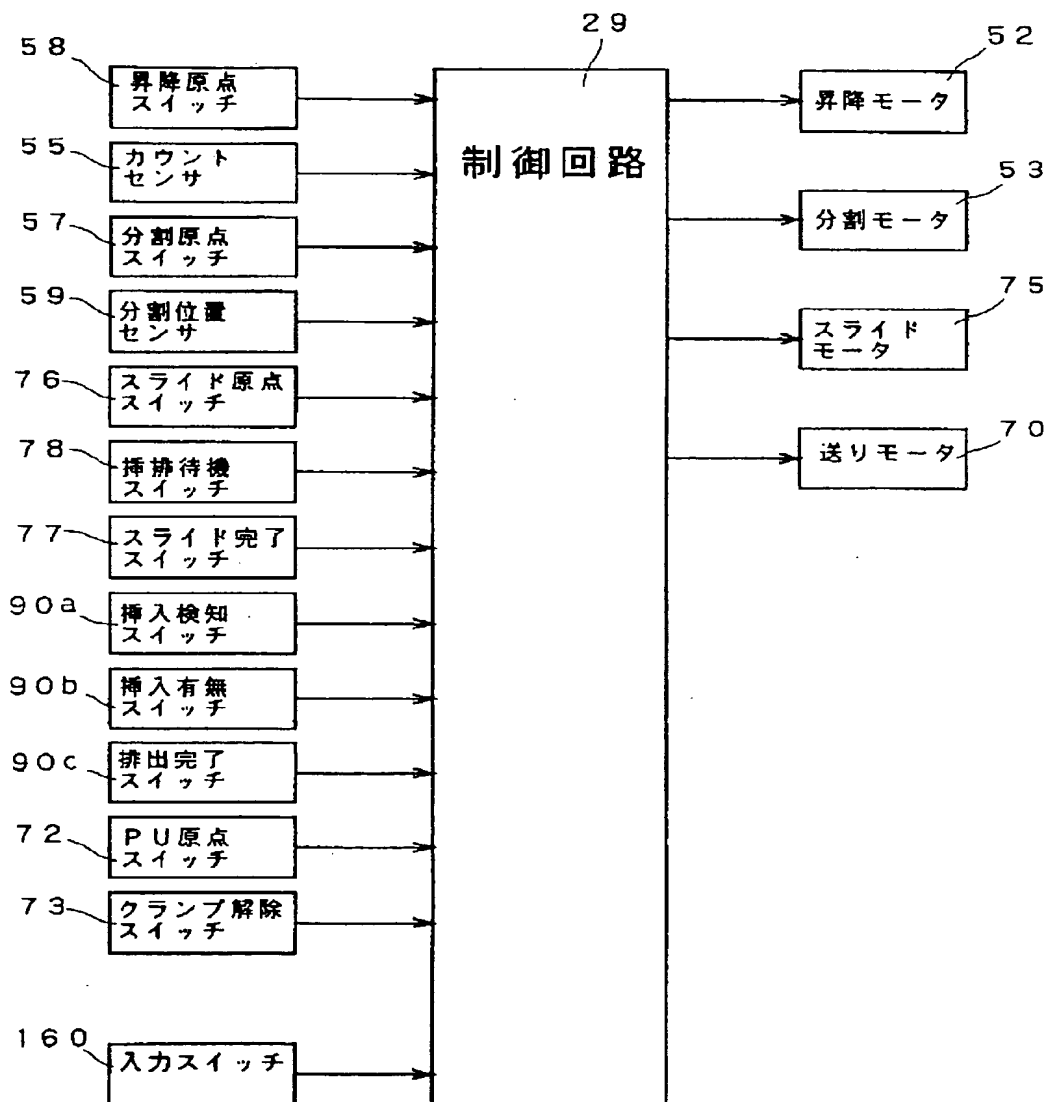 29
58
昇降原点
スイッチ
55
カウント
センサ
57
分割原点
スイッチ
59
分割位置
センサ
76
スライド原点
スイッチ
78
挿排待機
スイッチ
77
スライド完了
スイッチ
90a
挿入検知
スイッチ
90b
挿入有無
スイッチ
90c
排出完了
スイッチ
72
PU原点
スイッチ
73
クランプ解除
スイッチ
160
入力スイッチ
制御回路
52
昇降モータ
53
分割モータ
75
スライド
モータ
70
送りモータ